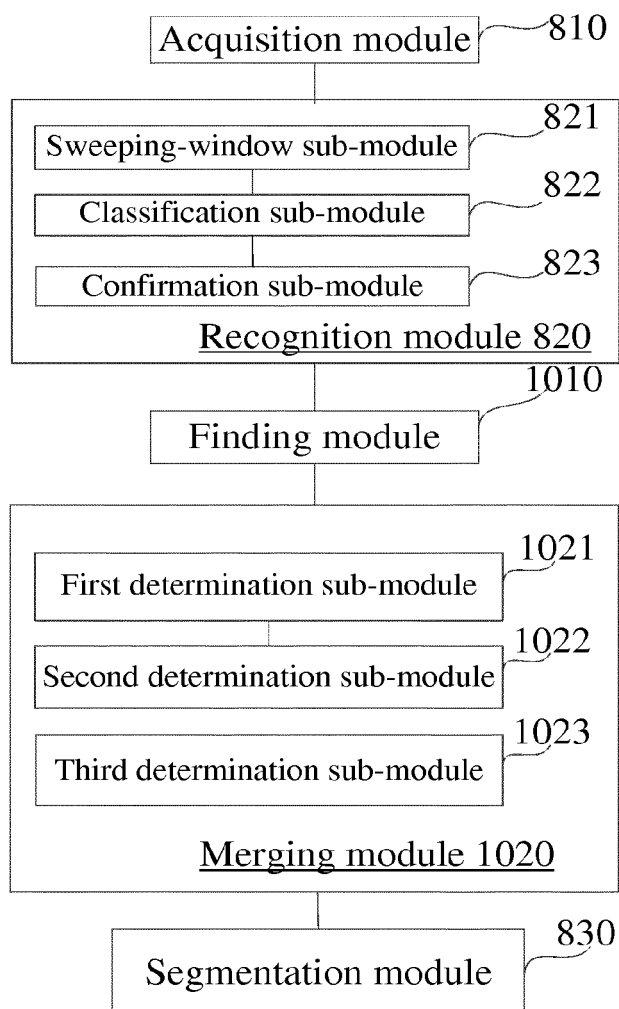 Acquisition module
810
821
Sweeping-window sub-module
822
Classification sub-module
823
Confirmation sub-module
Recognition module 820
1010
Finding module
1021
First determination sub-module
1022
Second determination sub-module
1023
Third determination sub-module
Merging module 1020
830
Segmentation module